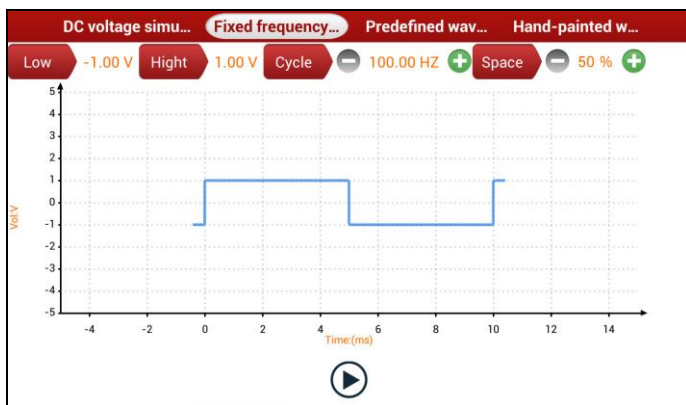 DC voltage simu... Fixed frequency... Predefined wav... Hand-painted w...
Low -1.00 V Hight 1.00 V Cycle 100.00 HZ Space 50 %
5
4
3
2
1
0
-1
-2
-3
-4
-5
Vol:V
-4 -2 0 2 4 6 8 10 12 14
Time:(ms)